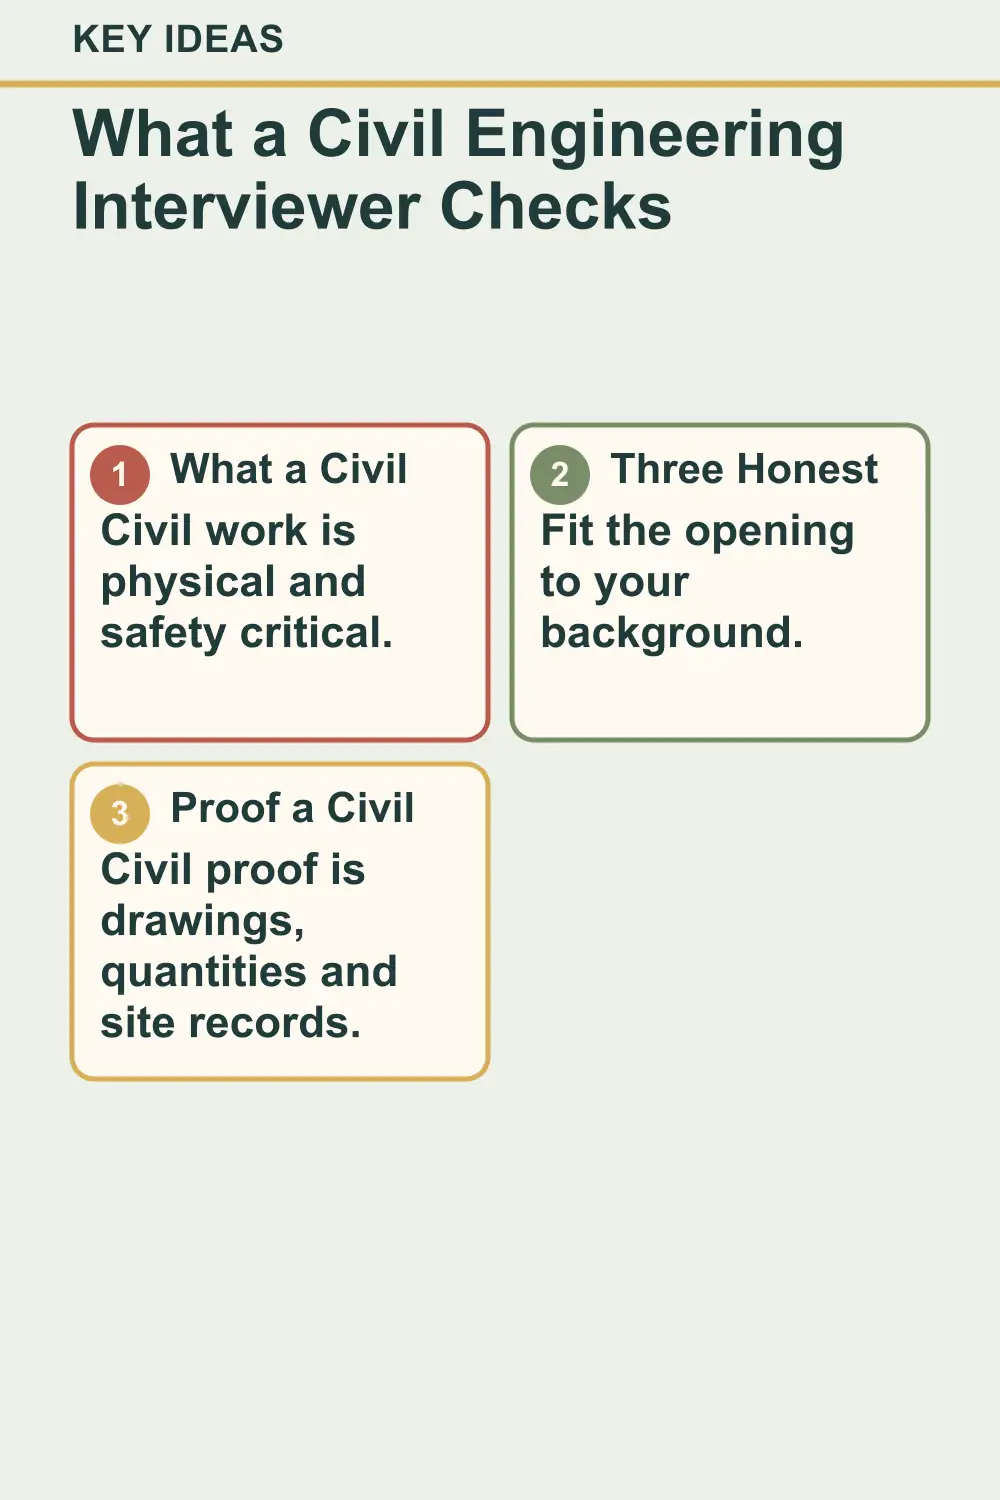 KEY IDEAS
What a Civil Engineering
Interviewer Checks
1 What a Civil
Civil work is
physical and
safety critical.
2 Three Honest
Fit the opening
to your
background.
3 Proof a Civil
Civil proof is
drawings,
quantities and
site records.